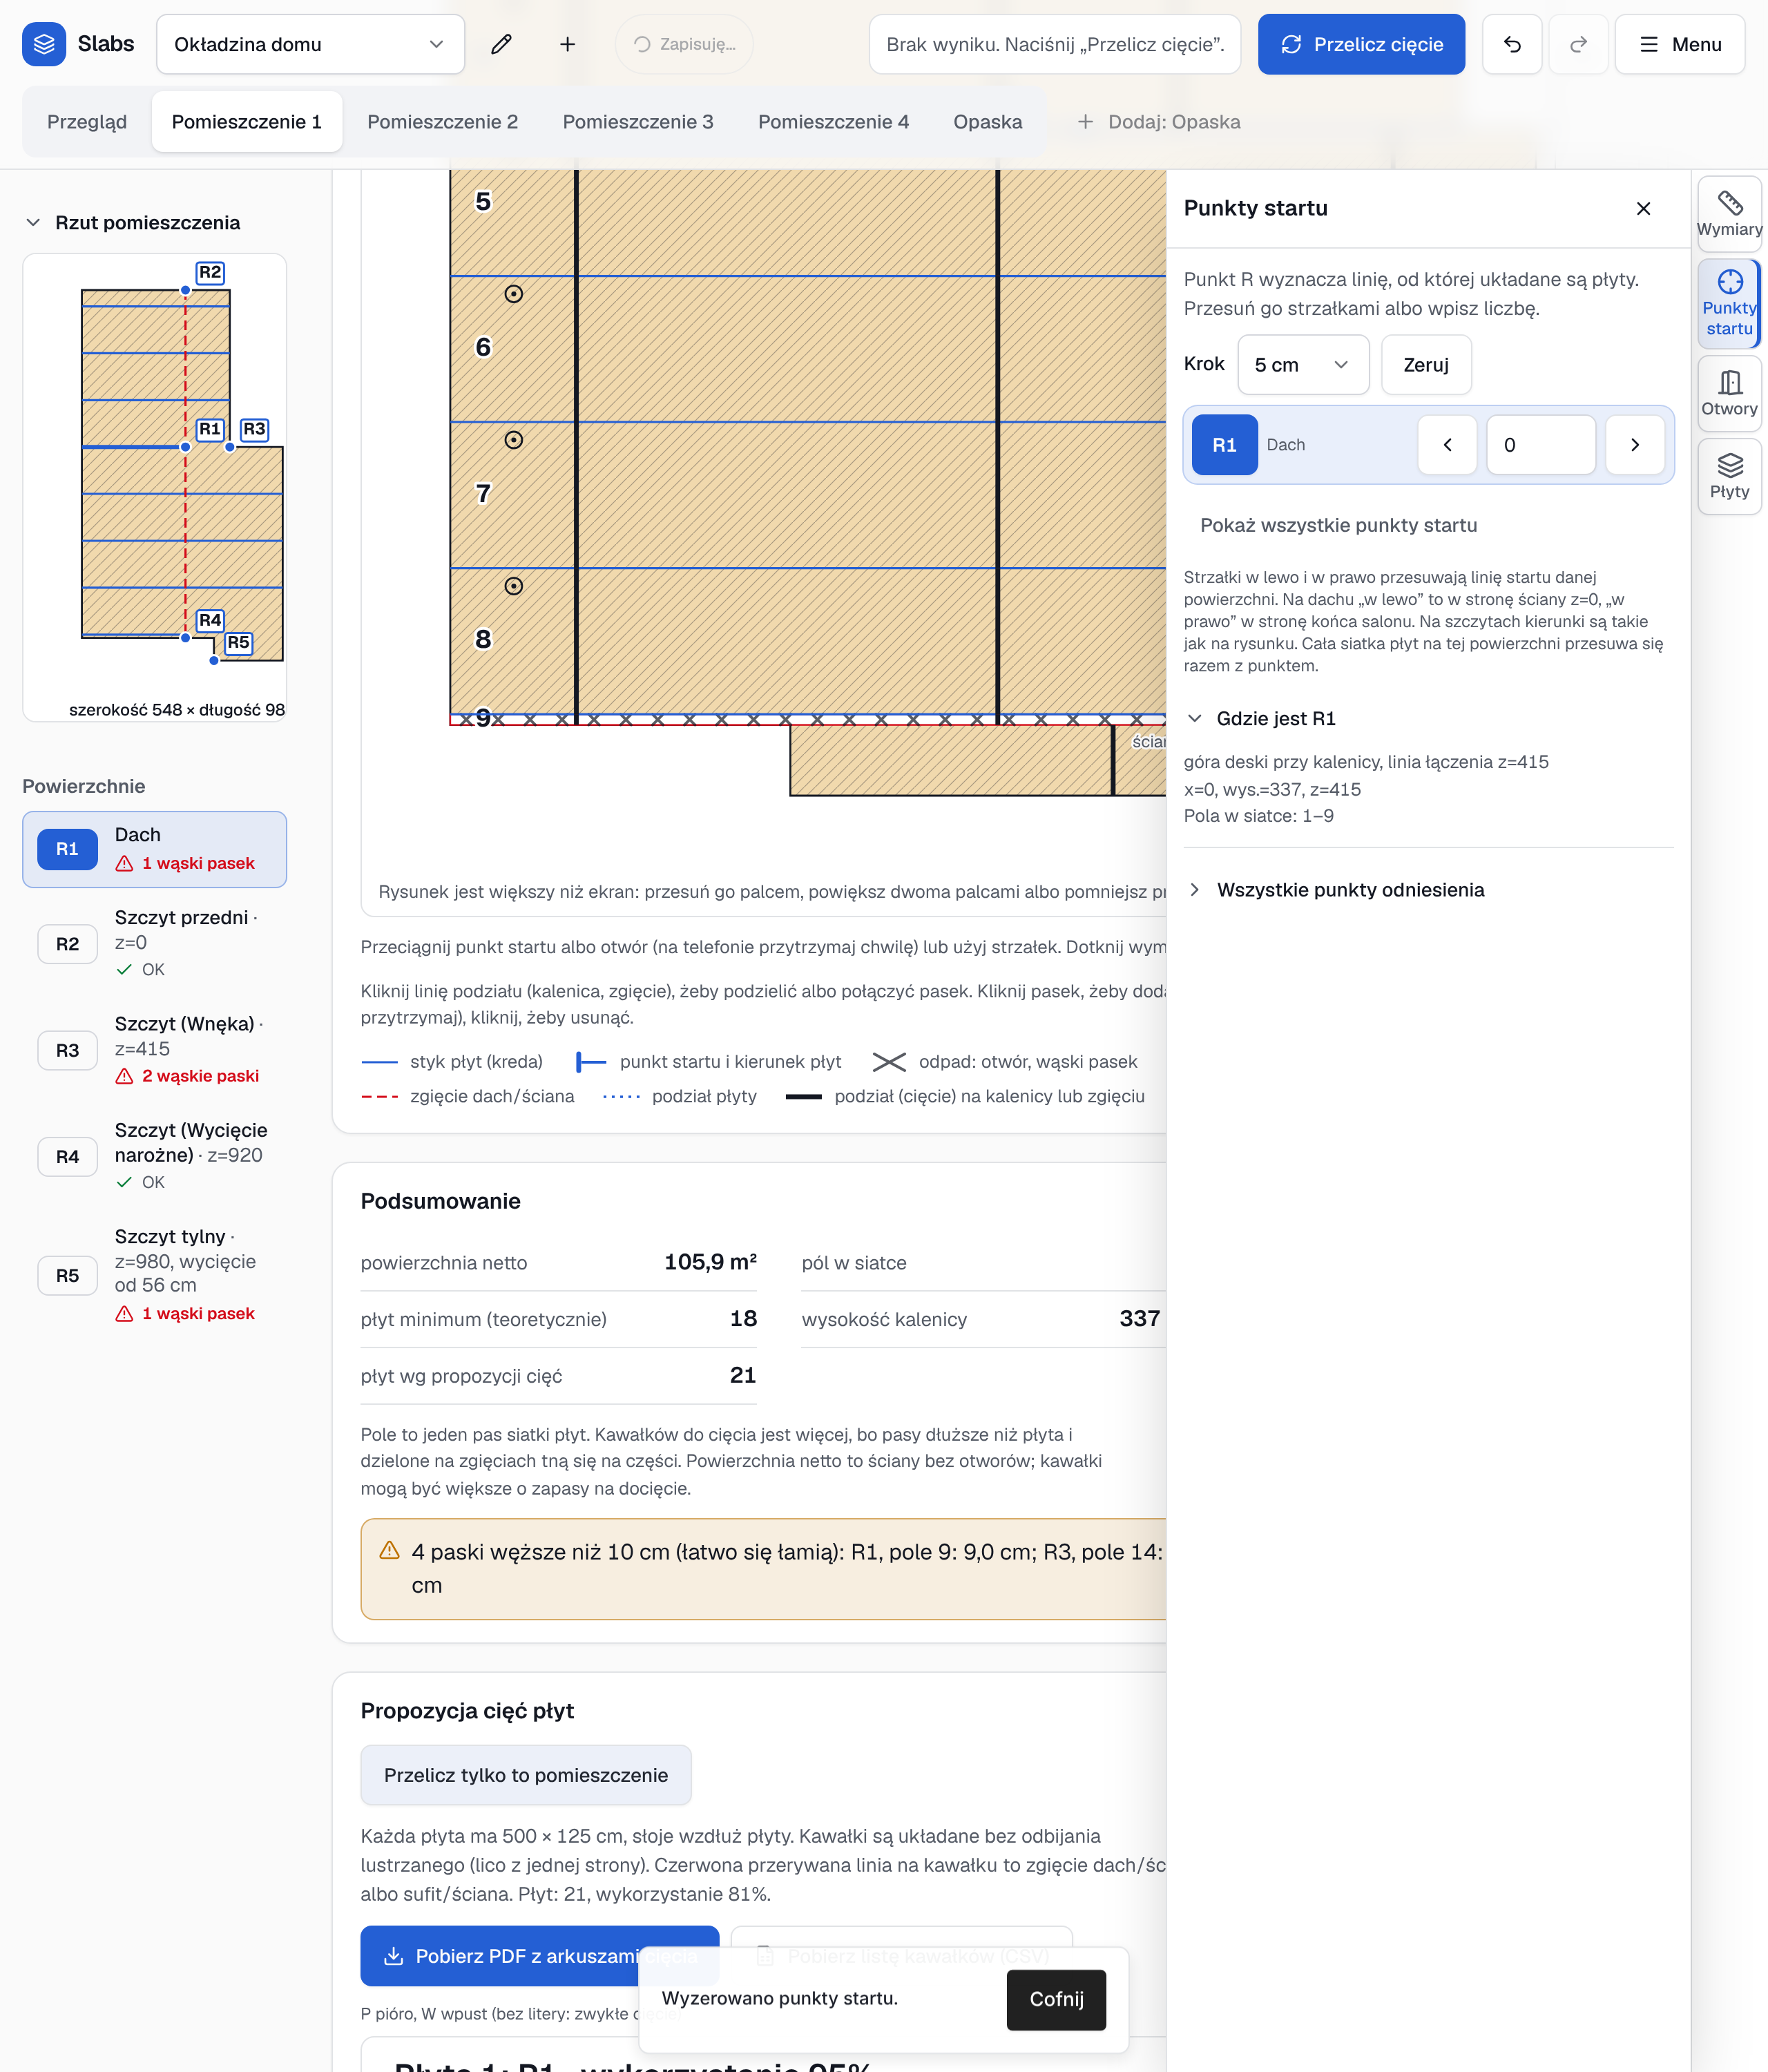 Slabs
Okładzina domu
Zapisuję...
Brak wyniku. Naciśnij „Przelicz cięcie”.
Przelicz cięcie
Menu
Przegląd
Pomieszczenie 1
Pomieszczenie 2
Pomieszczenie 3
Pomieszczenie 4
Opaska
Dodaj: Opaska
Rzut pomieszczenia
R2
R1
R3
R4
R5
szerokość 548 × długość 98
Powierzchnie
R1
Dach
1 wąski pasek
R2
Szczyt przedni ·
z=0
OK
R3
Szczyt (Wnęka) ·
z=415
2 wąskie paski
R4
Szczyt (Wycięcie
narożne) · z=920
OK
R5
Szczyt tylny ·
z=980, wycięcie
od 56 cm
1 wąski pasek
5
6
7
8
9
ścian
Rysunek jest większy niż ekran: przesuń go palcem, powiększ dwoma palcami albo pomniejsz pr
Przeciągnij punkt startu albo otwór (na telefonie przytrzymaj chwilę) lub użyj strzałek. Dotknij wym
Kliknij linię podziału (kalenica, zgięcie), żeby podzielić albo połączyć pasek. Kliknij pasek, żeby doda
przytrzymaj), kliknij, żeby usunąć.
styk płyt (kreda)
punkt startu i kierunek płyt
odpad: otwór, wąski pasek
zgięcie dach/ściana
podział płyty
podział (cięcie) na kalenicy lub zgięciu
Podsumowanie
powierzchnia netto
105,9 m²
pól w siatce
płyt minimum (teoretycznie)
18
wysokość kalenicy
337
płyt wg propozycji cięć
21
Pole to jeden pas siatki płyt. Kawałków do cięcia jest więcej, bo pasy dłuższe niż płyta i
dzielone na zgięciach tną się na części. Powierzchnia netto to ściany bez otworów; kawałki
mogą być większe o zapasy na docięcie.
4 paski węższe niż 10 cm (łatwo się łamią): R1, pole 9: 9,0 cm; R3, pole 14:
cm
Propozycja cięć płyt
Przelicz tylko to pomieszczenie
Każda płyta ma 500 × 125 cm, słoje wzdłuż płyty. Kawałki są układane bez odbijania
lustrzanego (lico z jednej strony). Czerwona przerywana linia na kawałku to zgięcie dach/śc
albo sufit/ściana. Płyt: 21, wykorzystanie 81%.
Pobierz PDF z arkuszami cięcia
Pobierz listę kawałków (CSV)
P pióro, W wpust (bez litery: zwykłe cięcie)
Płyta 1: R1 · wykorzystanie 95%
Wyzerowano punkty startu.
Cofnij
Punkty startu
Punkt R wyznacza linię, od której układane są płyty.
Przesuń go strzałkami albo wpisz liczbę.
Krok
5 cm
Zeruj
R1
Dach
0
Pokaż wszystkie punkty startu
Strzałki w lewo i w prawo przesuwają linię startu danej
powierzchni. Na dachu „w lewo” to w stronę ściany z=0, „w
prawo” w stronę końca salonu. Na szczytach kierunki są takie
jak na rysunku. Cała siatka płyt na tej powierzchni przesuwa się
razem z punktem.
Gdzie jest R1
góra deski przy kalenicy, linia łączenia z=415
x=0, wys.=337, z=415
Pola w siatce: 1–9
Wszystkie punkty odniesienia
Wymiary
Punkty
startu
Otwory
Płyty